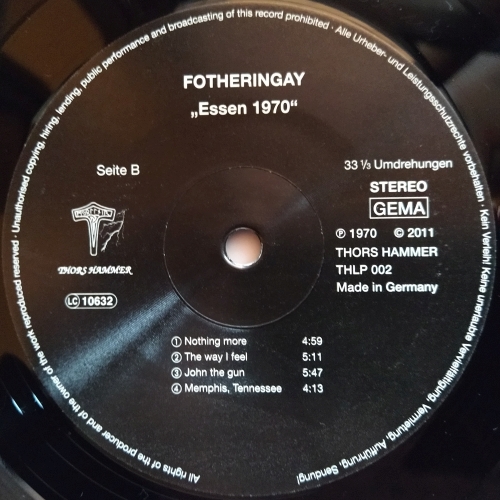 FOTHERINGAY
„Essen 1970“
Seite B
33 ⅓ Umdrehungen
STEREO
GEMA
Ⓟ 1970 © 2011
THORS HAMMER
THLP 002
Made in Germany
THORS HAMMER
LC 10632
① Nothing more 4:59
② The way I feel 5:11
③ John the gun 5:47
④ Memphis, Tennessee 4:13
All rights of the producer and of the owner of the work reproduced reserved · Unauthorised copying, hiring, lending, public performance and broadcasting of this record prohibited · Alle Urheber- und Leistungsschutzrechte vorbehalten · Kein Verleih! Keine unerlaubte Vervielfältigung, Vermietung, Aufführung, Sendung!